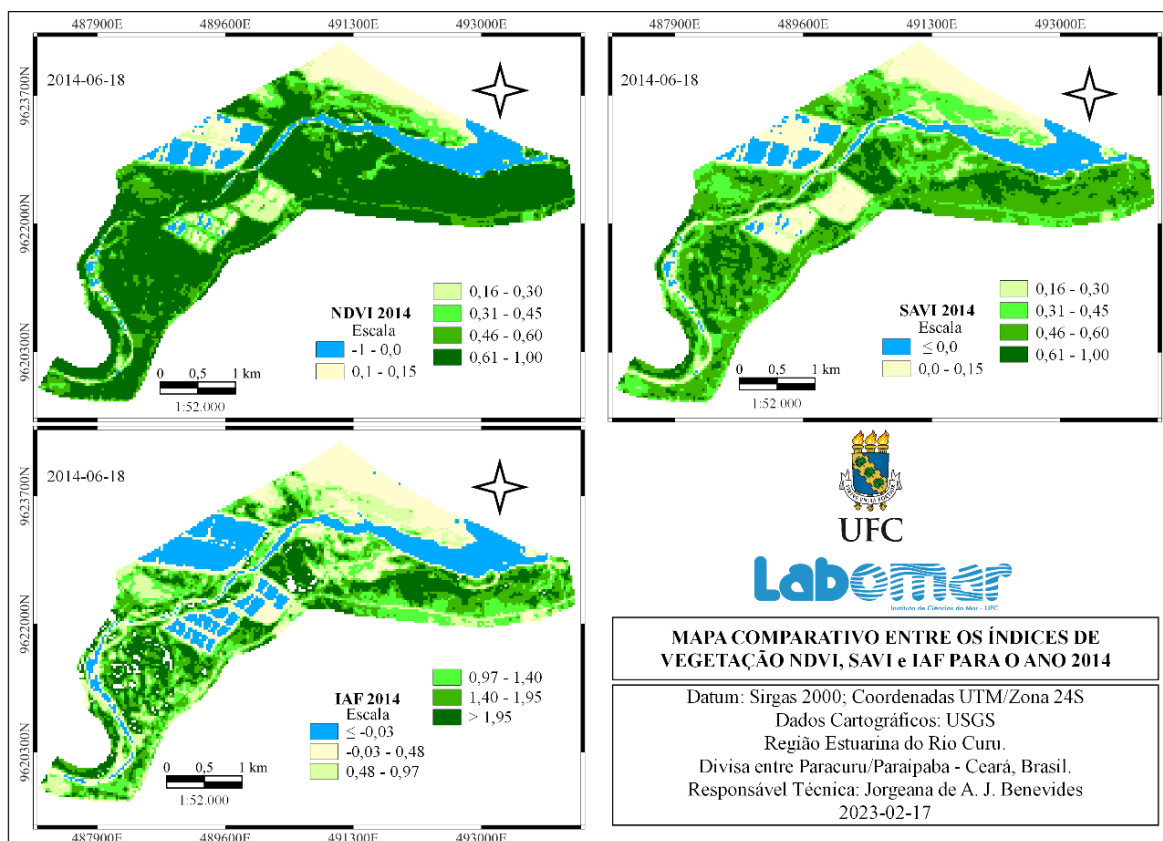 487900E 489600E 491300E 493000E
487900E 489600E 491300E 493000E
9623700N
9622000N
9620300N
2014-06-18
NDVI 2014
Escala
-1 - 0,0
0,1 - 0,15
0,16 - 0,30
0,31 - 0,45
0,46 - 0,60
0,61 - 1,00
0 0,5 1 km
1:52.000
2014-06-18
SAVI 2014
Escala
≤ 0,0
0,0 - 0,15
0,16 - 0,30
0,31 - 0,45
0,46 - 0,60
0,61 - 1,00
0 0,5 1 km
1:52.000
9623700N
9622000N
9620300N
2014-06-18
IAF 2014
Escala
≤ -0,03
-0,03 - 0,48
0,48 - 0,97
0,97 - 1,40
1,40 - 1,95
> 1,95
0 0,5 1 km
1:52.000
487900E 489600E 491300E 493000E
UFC
Labomar
Instituto de Ciências do Mar - UFC
MAPA COMPARATIVO ENTRE OS ÍNDICES DE
VEGETAÇÃO NDVI, SAVI e IAF PARA O ANO 2014
Datum: Sirgas 2000; Coordenadas UTM/Zona 24S
Dados Cartográficos: USGS
Região Estuarina do Rio Curu.
Divisa entre Paracuru/Paraipaba - Ceará, Brasil.
Responsável Técnica: Jorgeana de A. J. Benevides
2023-02-17